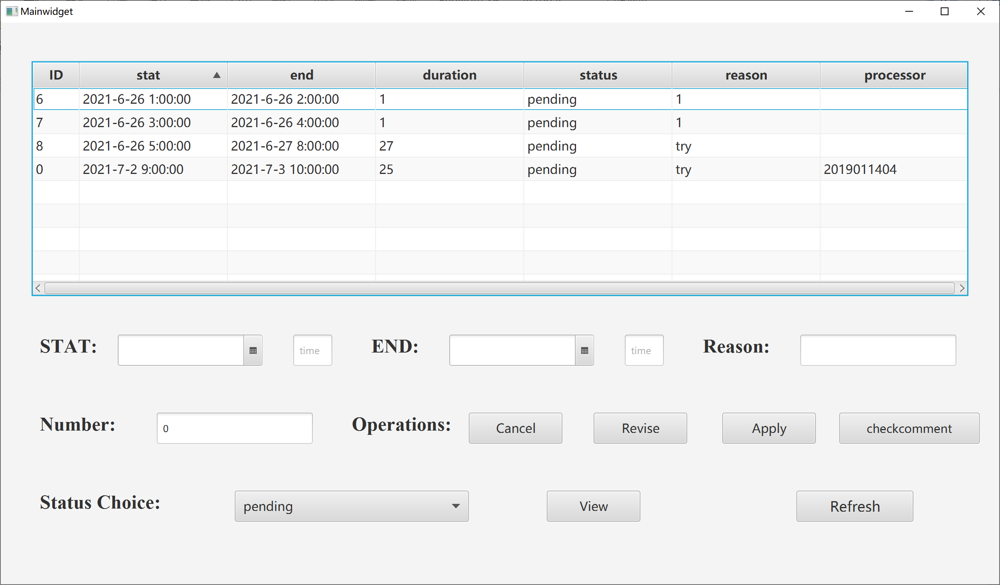 Mainwidget
ID stat end duration status reason processor
6 2021-6-26 1:00:00 2021-6-26 2:00:00 1 pending 1
7 2021-6-26 3:00:00 2021-6-26 4:00:00 1 pending 1
8 2021-6-26 5:00:00 2021-6-27 8:00:00 27 pending try
0 2021-7-2 9:00:00 2021-7-3 10:00:00 25 pending try 2019011404
STAT: time END: time Reason:
Number: 0 Operations: Cancel Revise Apply checkcomment
Status Choice: pending View Refresh